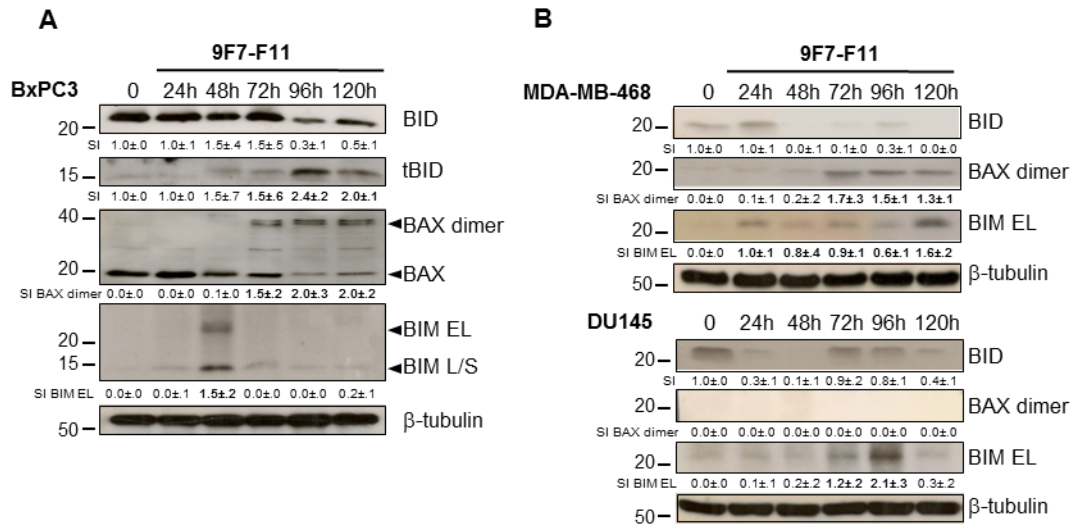 A
9F7-F11
BxPC3 0 24h 48h 72h 96h 120h
20 BID
SI 1.0±.0 1.0±.1 1.5±.4 1.5±.5 0.3±.1 0.5±.1
15 tBID
SI 1.0±.0 1.0±.0 1.5±.7 1.5±.6 2.4±.2 2.0±.1
40 BAX dimer
20 BAX
SI BAX dimer 0.0±.0 0.0±.0 0.1±.0 1.5±.2 2.0±.3 2.0±.2
20 BIM EL
15 BIM L/S
SI BIM EL 0.0±.0 0.0±.1 1.5±.2 0.0±.0 0.0±.0 0.2±.1
50 β-tubulin
B
9F7-F11
MDA-MB-468 0 24h 48h 72h 96h 120h
20 BID
SI 1.0±.0 1.0±.1 0.0±.1 0.1±.0 0.3±.1 0.0±.0
20 BAX dimer
SI BAX dimer 0.0±.0 0.1±.1 0.2±.2 1.7±.3 1.5±.1 1.3±.1
20 BIM EL
SI BIM EL 0.0±.0 1.0±.1 0.8±.4 0.9±.1 0.6±.1 1.6±.2
50 β-tubulin
DU145 0 24h 48h 72h 96h 120h
20 BID
SI 1.0±.0 0.3±.1 0.1±.1 0.9±.2 0.8±.1 0.4±.1
20 BAX dimer
SI BAX dimer 0.0±.0 0.0±.0 0.0±.0 0.0±.0 0.0±.0 0.0±.0
20 BIM EL
SI BIM EL 0.0±.0 0.1±.1 0.2±.2 1.2±.2 2.1±.3 0.3±.2
50 β-tubulin